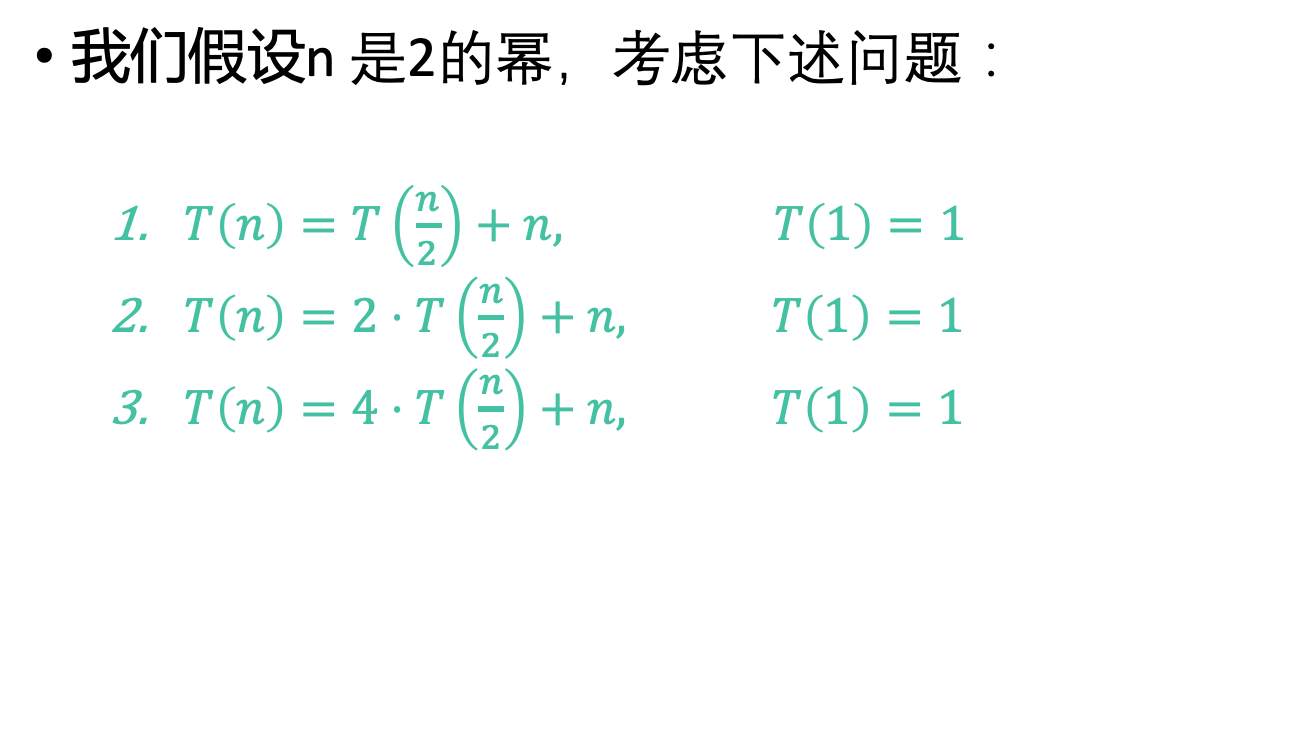 • 我们假设n 是2的幂，考虑下述问题：
1. T(n) = T(n/2) + n, T(1) = 1
2. T(n) = 2 · T(n/2) + n, T(1) = 1
3. T(n) = 4 · T(n/2) + n, T(1) = 1